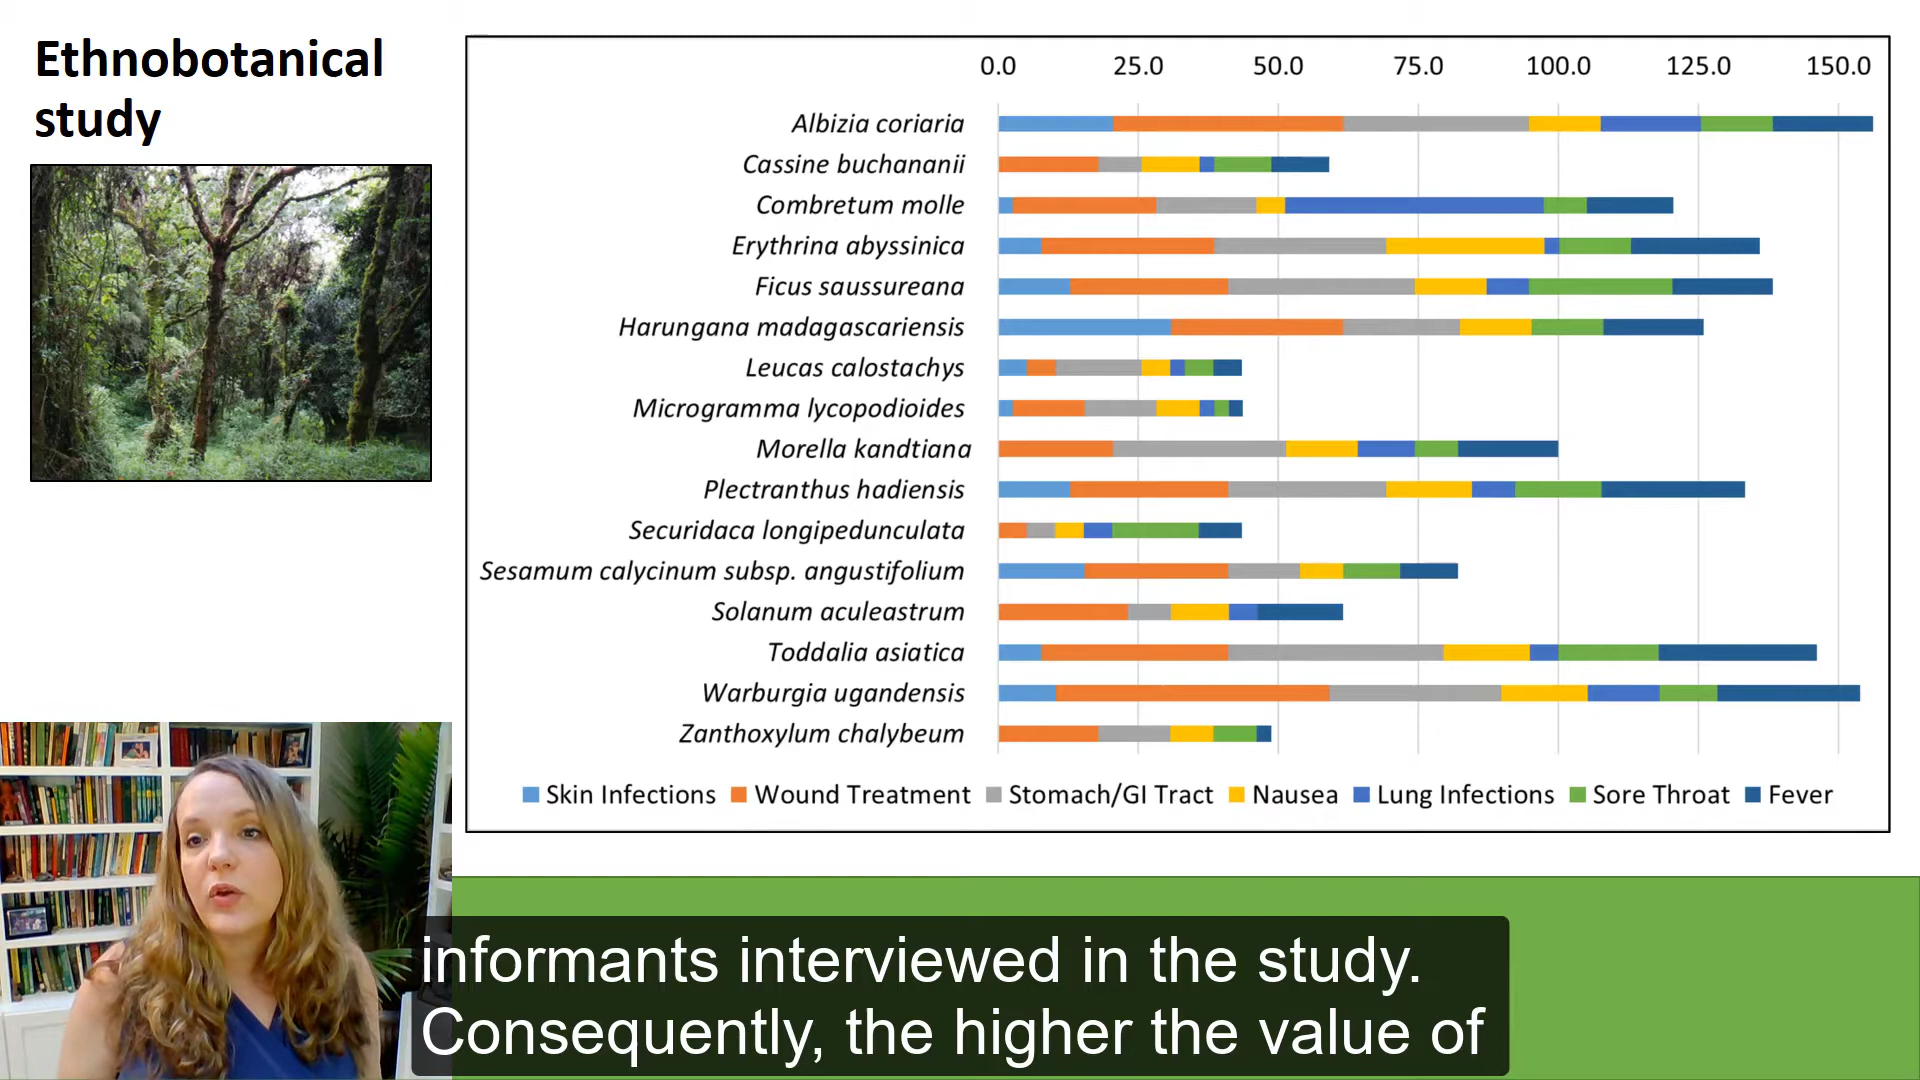 Ethnobotanical
study
0.0 25.0 50.0 75.0 100.0 125.0 150.0
Albizia coriaria
Cassine buchananii
Combretum molle
Erythrina abyssinica
Ficus saussureana
Harungana madagascariensis
Leucas calostachys
Microgramma lycopodioides
Morella kandtiana
Plectranthus hadiensis
Securidaca longipedunculata
Sesamum calycinum subsp. angustifolium
Solanum aculeastrum
Toddalia asiatica
Warburgia ugandensis
Zanthoxylum chalybeum
Skin Infections Wound Treatment Stomach/GI Tract Nausea Lung Infections Sore Throat Fever
informants interviewed in the study.
Consequently, the higher the value of